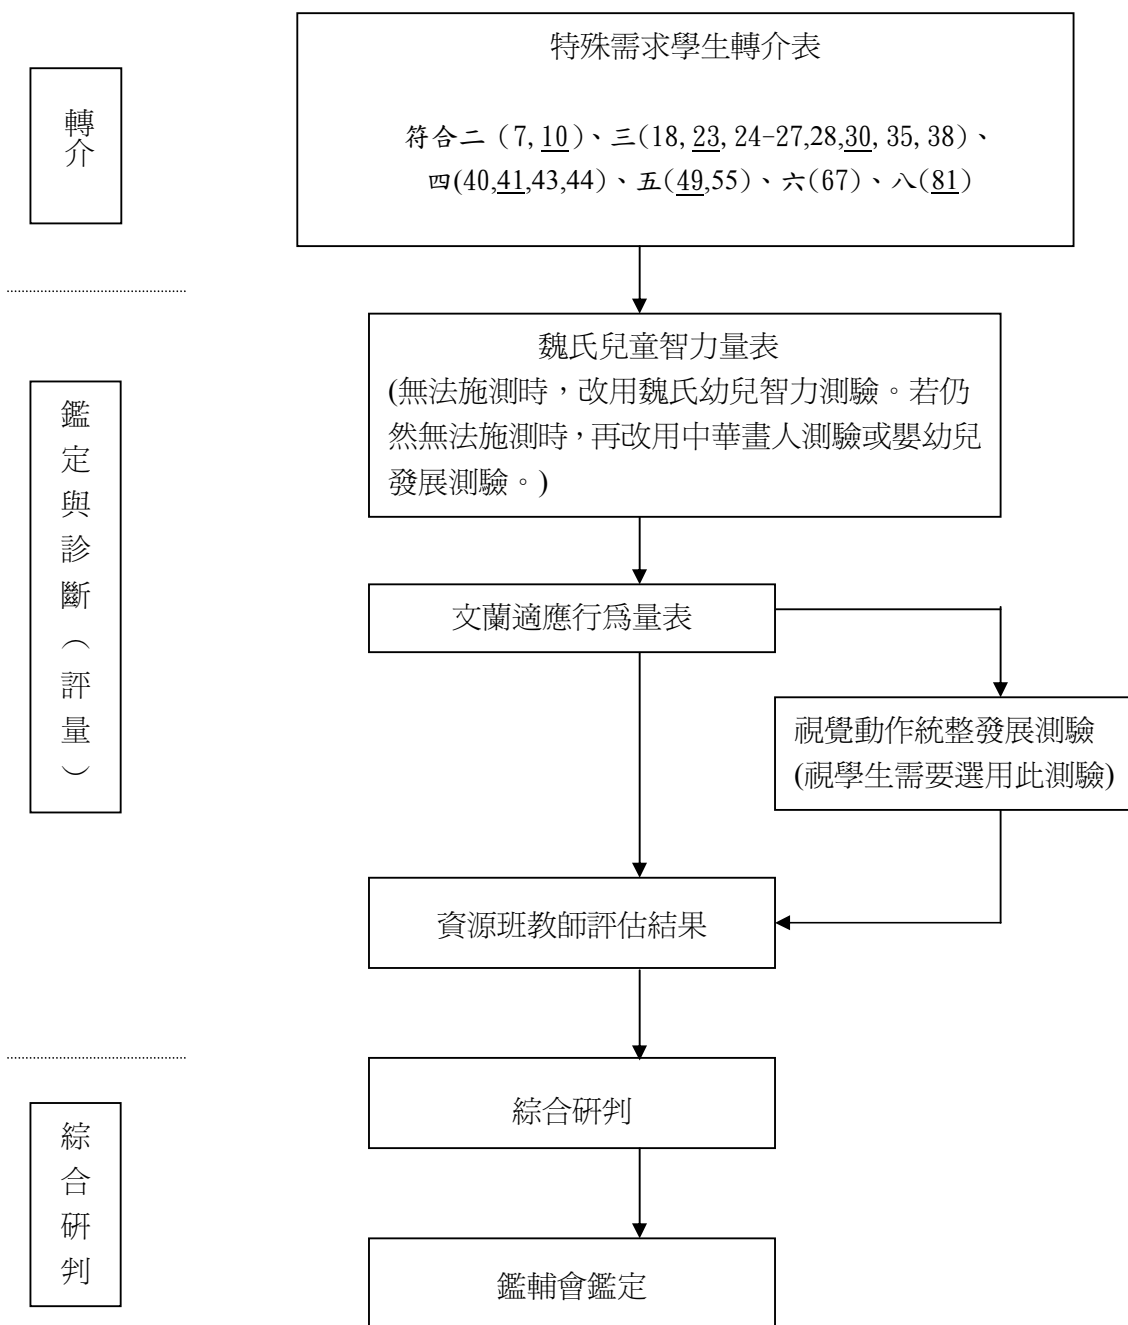 特殊需求學生轉介表
轉介
符合二（7, 10）、三(18, 23, 24-27,28,30, 35, 38)、
四(40,41,43,44)、五(49,55)、六(67)、八(81)
魏氏兒童智力量表
(無法施測時，改用魏氏幼兒智力測驗。若仍
然無法施測時，再改用中華畫人測驗或嬰幼兒
發展測驗。)
鑑定與診斷（評量）
文蘭適應行為量表
視覺動作統整發展測驗
(視學生需要選用此測驗)
資源班教師評估結果
綜合研判
綜合研判
鑑輔會鑑定